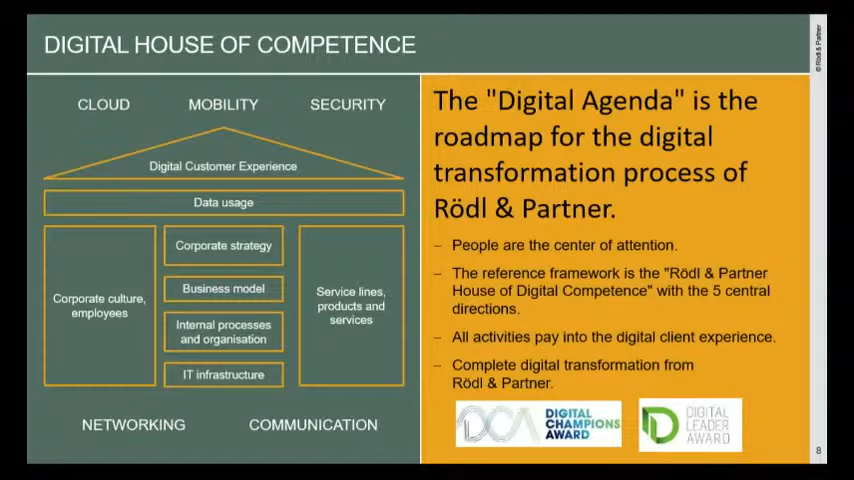 DIGITAL HOUSE OF COMPETENCE
© Rödl & Partner
CLOUD MOBILITY SECURITY
Digital Customer Experience
Data usage
Corporate culture,
employees
Corporate strategy
Business model
Internal processes
and organisation
IT infrastructure
Service lines,
products and
services
NETWORKING COMMUNICATION
The "Digital Agenda" is the
roadmap for the digital
transformation process of
Rödl & Partner.
– People are the center of attention.
– The reference framework is the "Rödl & Partner
House of Digital Competence" with the 5 central
directions.
– All activities pay into the digital client experience.
– Complete digital transformation from
Rödl & Partner.
DCA DIGITAL
CHAMPIONS
AWARD
DIGITAL
LEADER
AWARD
8